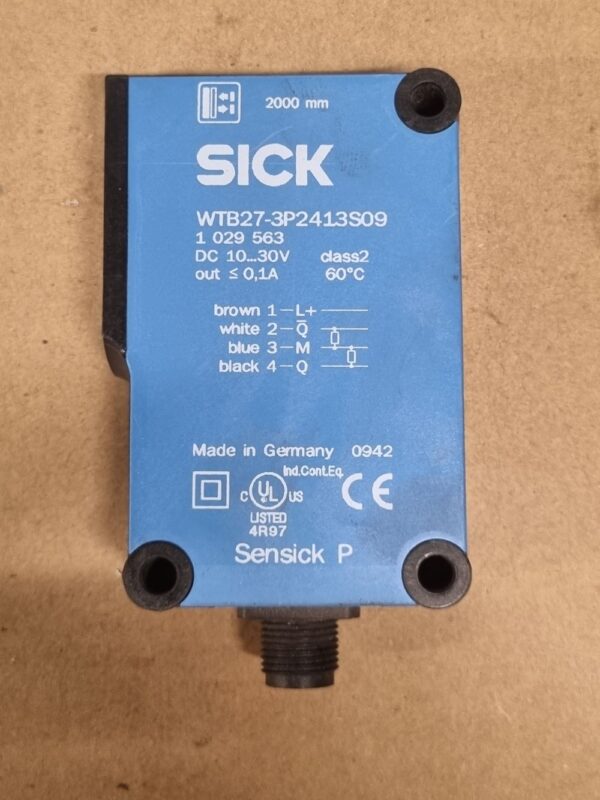 2000 mm
SICK
WTB27-3P2413S09
1 029 563
DC 10...30V class2
out ≤ 0,1A 60°C
brown 1–L+
white 2–Q̅
blue 3–M
black 4–Q
Made in Germany 0942
Ind.Cont.Eq.
C UL US CE
LISTED
4R97
Sensick P